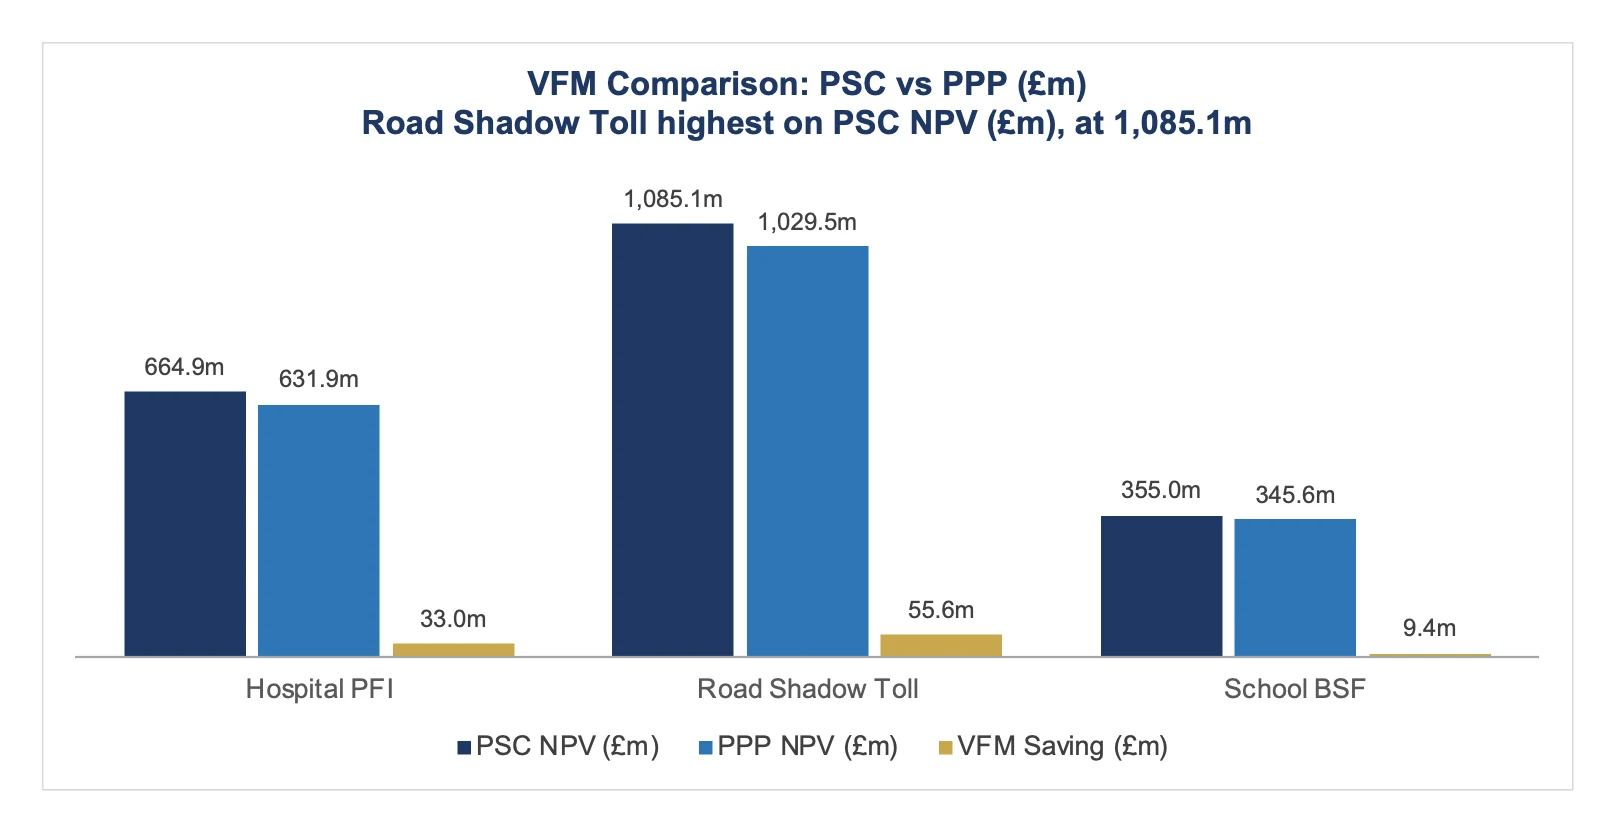 VFM Comparison: PSC vs PPP (£m)
Road Shadow Toll highest on PSC NPV (£m), at 1,085.1m
664.9m
631.9m
33.0m
1,085.1m
1,029.5m
55.6m
355.0m
345.6m
9.4m
Hospital PFI
Road Shadow Toll
School BSF
PSC NPV (£m)
PPP NPV (£m)
VFM Saving (£m)